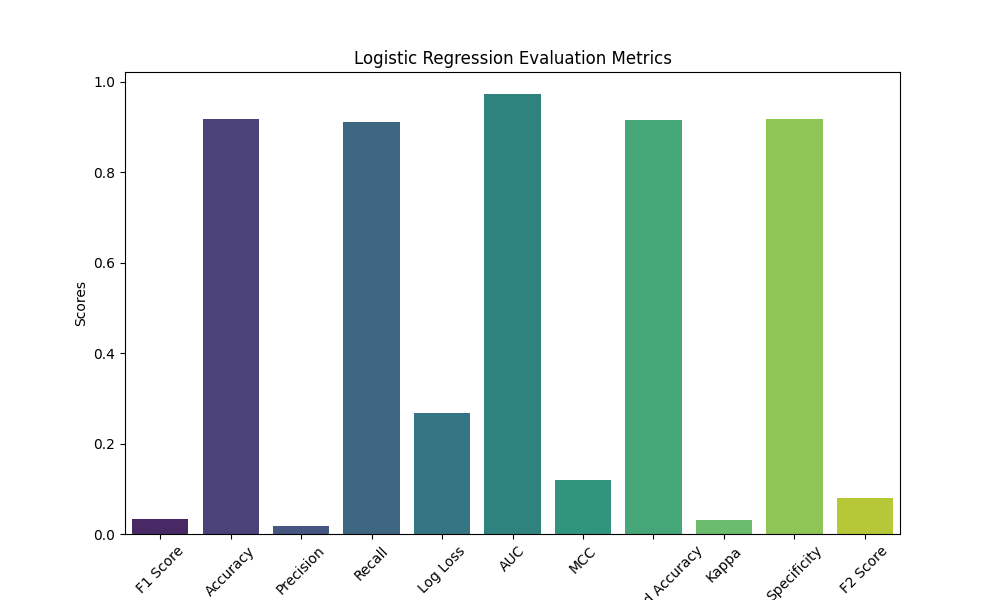 Logistic Regression Evaluation Metrics
1.0
0.8
0.6
0.4
0.2
0.0
Scores
F1 Score
Accuracy
Precision
Recall
Log Loss
AUC
MCC
d Accuracy
Kappa
Specificity
F2 Score